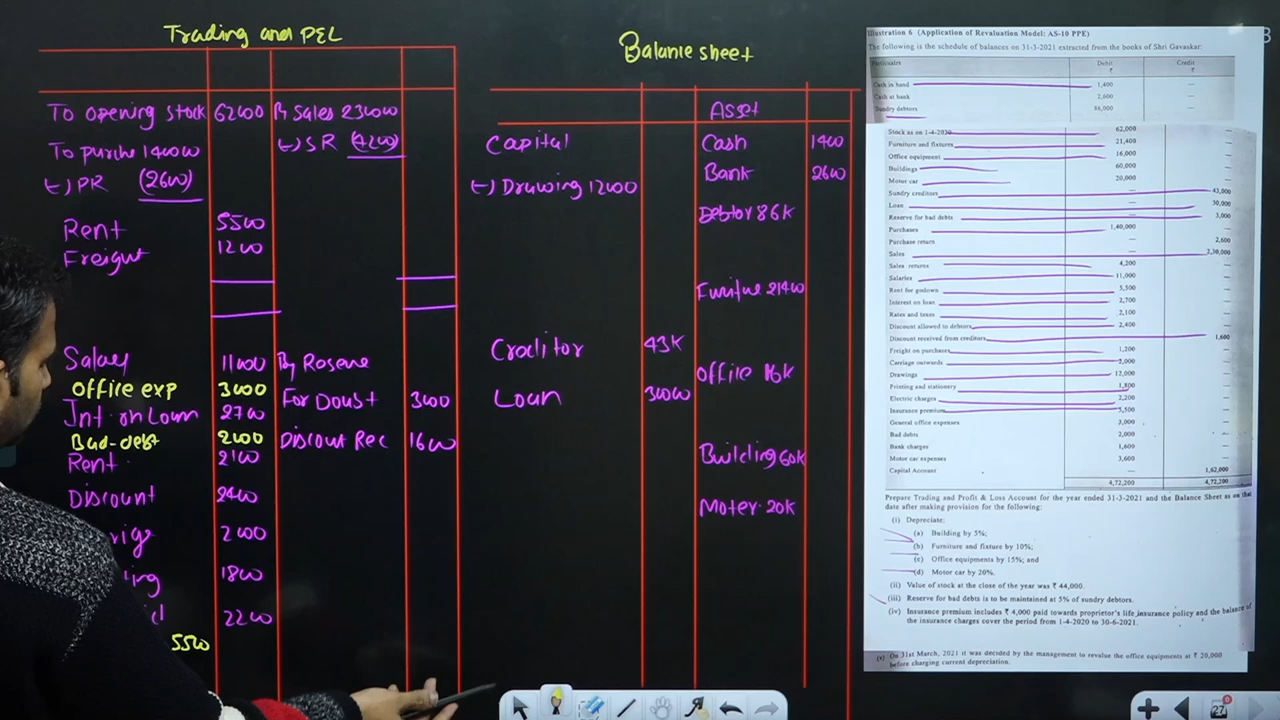 Trading and P&L
To opening stock 62000 By Sales 230000
(-) SR (4200)
To purche 140000
(-) PR (2600)
Rent 5500
Freight 1200
Salary 11000 By Reserve
Office exp 3000 For Doubt 3000
Int. on Loan 2700
Bad-debt 2000 Discount Rec 1600
Rent 2100
Discount 2400
2000
1800
2200
5500
Balance sheet
Asset
Capital Cash 1400
(-) Drawing 12000 Bank 2600
Debtor 86K
Furnitue 21400
Creditor 43K
Office 16K
Loan 30000
Building 60K
Moter 20K
Illustration 6 (Application of Revaluation Model: AS-10 PPE)
The following is the schedule of balances on 31-3-2021 extracted from the books of Shri Gavaskar:
Particulars Debit Credit
₹ ₹
Cash in hand 1,400 —
Cash at bank 2,600 —
Sundry debtors 86,000 —
Stock as on 1-4-2020 62,000 —
Furniture and fixtures 21,400 —
Office equipment 16,000 —
Buildings 60,000 —
Motor car 20,000 —
Sundry creditors — 43,000
Loan — 30,000
Reserve for bad debts — 3,000
Purchases 1,40,000 —
Purchase return — 2,600
Sales — 2,30,000
Sales returns 4,200 —
Salaries 11,000 —
Rent for godown 5,500 —
Interest on loan 2,700 —
Rates and taxes 2,100 —
Discount allowed to debtors 2,400 —
Discount received from creditors — 1,600
Freight on purchases 1,200 —
Carriage outwards 2,000 —
Drawings 12,000 —
Printing and stationery 1,800 —
Electric charges 2,200 —
Insurance premium 5,500 —
General office expenses 3,000 —
Bad debts 2,000 —
Bank charges 1,600 —
Motor car expenses 3,600 —
Capital Account — 1,62,000
4,72,200 4,72,200
Prepare Trading and Profit & Loss Account for the year ended 31-3-2021 and the Balance Sheet as on that
date after making provision for the following:
(i) Depreciate:
(a) Building by 5%;
(b) Furniture and fixture by 10%;
(c) Office equipments by 15%; and
(d) Motor car by 20%.
(ii) Value of stock at the close of the year was ₹ 44,000.
(iii) Reserve for bad debts is to be maintained at 5% of sundry debtors.
(iv) Insurance premium includes ₹ 4,000 paid towards proprietor's life insurance policy and the balance of
the insurance charges cover the period from 1-4-2020 to 30-6-2021.
(v) On 31st March, 2021 it was decided by the management to revalue the office equipments at ₹ 20,000
before charging current depreciation.
27